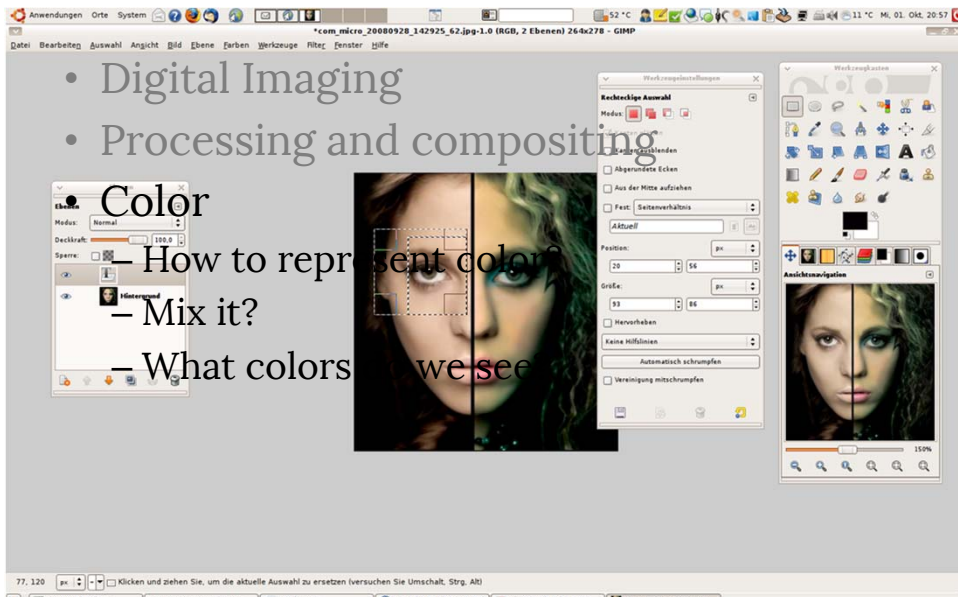 Anwendungen Orte System 52 °C 11 °C Mi, 01. Okt, 20:57
*com_micro_20080928_142925_62.jpg-1.0 (RGB, 2 Ebenen) 264x278 – GIMP
Datei Bearbeiten Auswahl Ansicht Bild Ebene Farben Werkzeuge Filter Fenster Hilfe
• Digital Imaging
• Processing and compositing
• Color
– How to represent color?
– Mix it?
– What colors we see
Ebenen
Modus: Normal
Deckkraft: 100,0
Sperre:
Hintergrund
Werkzeugeinstellungen
Rechteckige Auswahl
Modus:
Kanten ausblenden
Abgerundete Ecken
Aus der Mitte aufziehen
Fest: Seitenverhältnis
Aktuell
Position: px
20 56
Größe: px
93 86
Hervorheben
Keine Hilfslinien
Automatisch schrumpfen
Vereinigung mitschrumpfen
Werkzeugkasten
Ansichtsnavigation
150%
77, 120 px Klicken und ziehen Sie, um die aktuelle Auswahl zu ersetzen (versuchen Sie Umschalt, Strg, Alt)